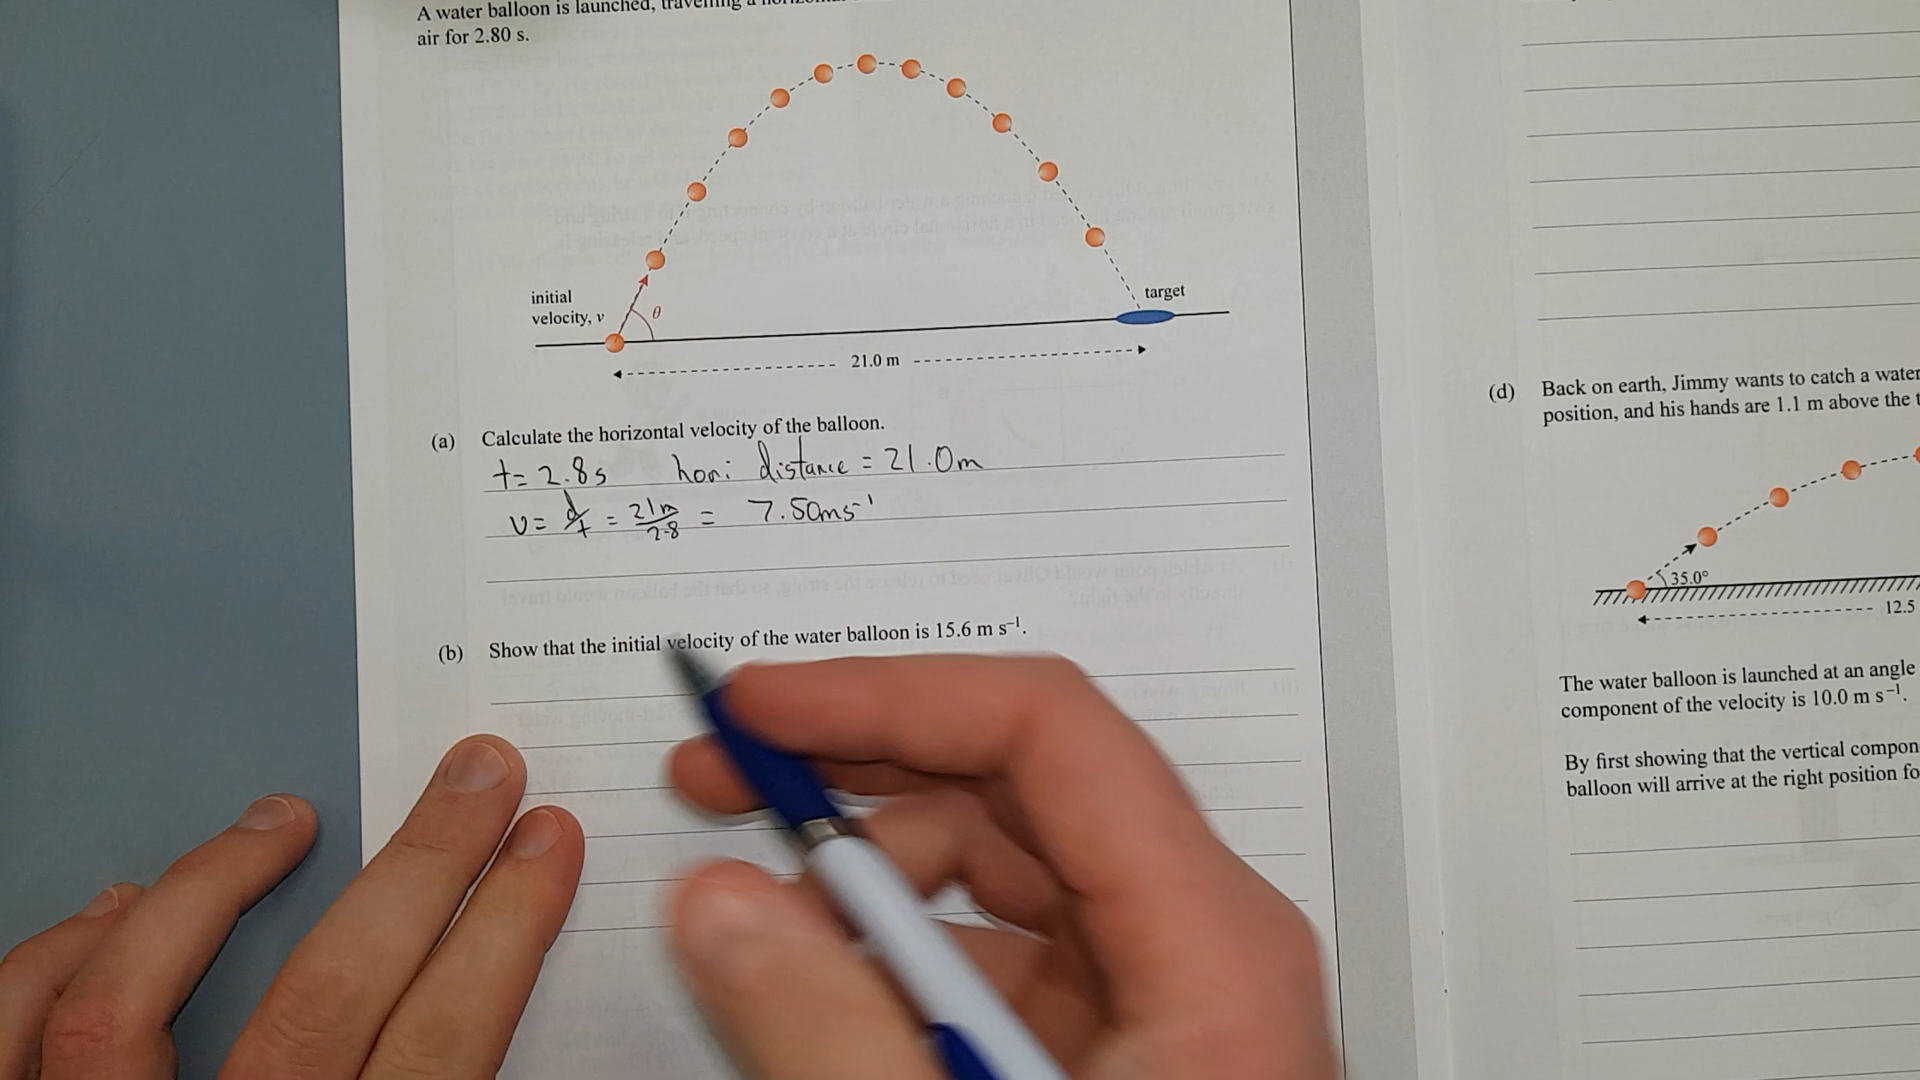 A water balloon is launched, travelling a
air for 2.80 s.
initial
velocity, v
θ
target
21.0 m
(a) Calculate the horizontal velocity of the balloon.
t= 2.8s hori distance = 21.0m
v= d/t = 21m/2.8 = 7.50ms⁻¹
(b) Show that the initial velocity of the water balloon is 15.6 m s⁻¹.
(d) Back on earth, Jimmy wants to catch a water
position, and his hands are 1.1 m above the
35.0°
12.5
The water balloon is launched at an angle
component of the velocity is 10.0 m s⁻¹.
By first showing that the vertical compon
balloon will arrive at the right position fo